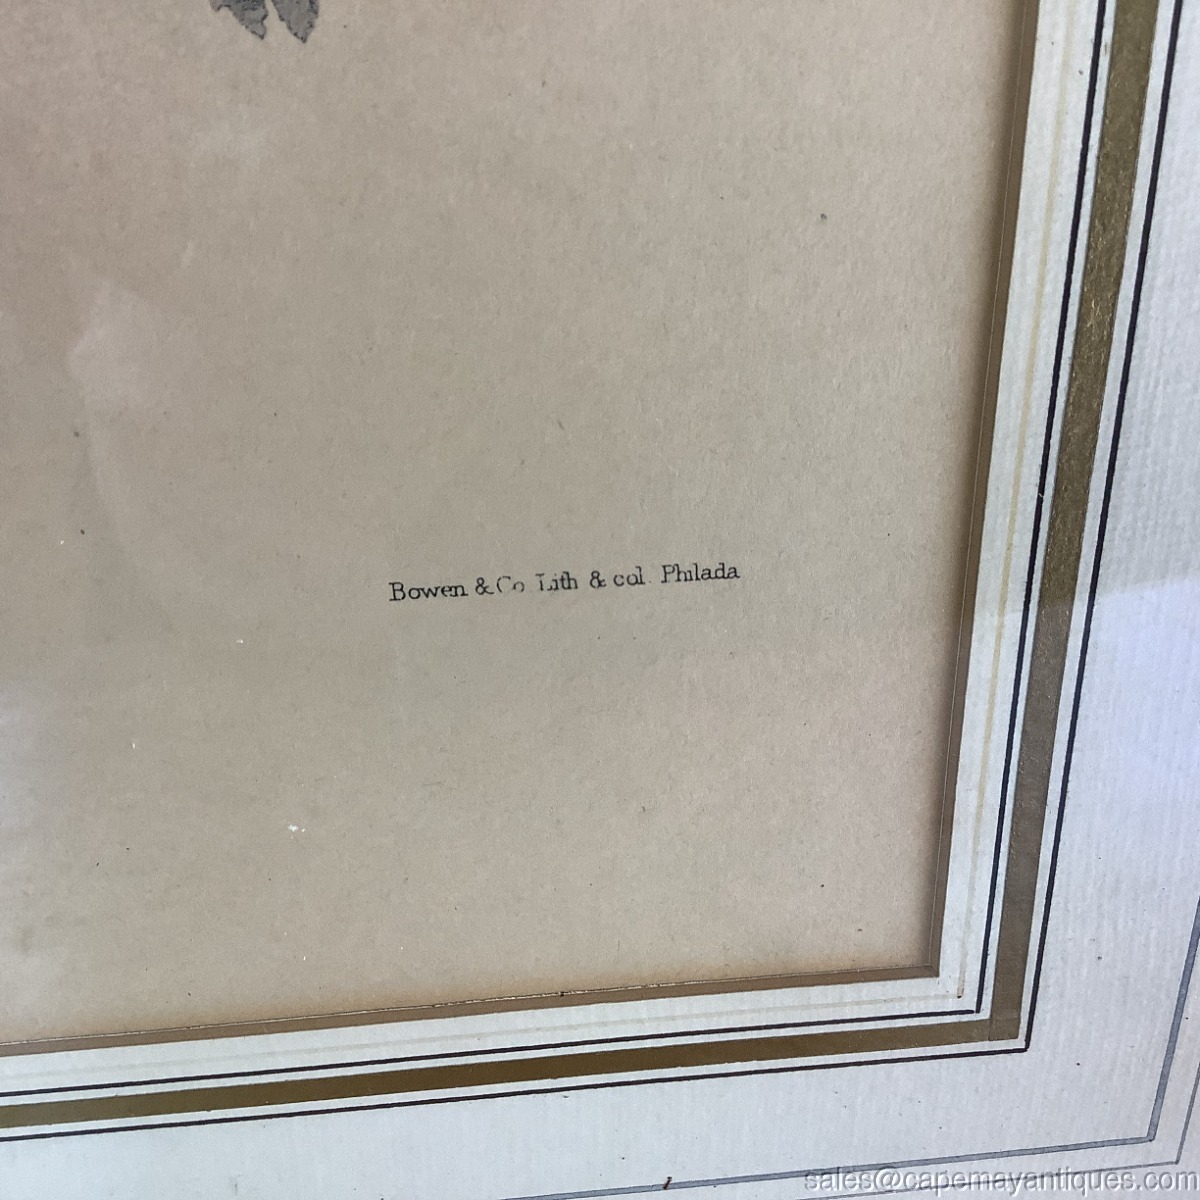 Bowen & Co Lith & col. Philada
sales@capemayantiques.com